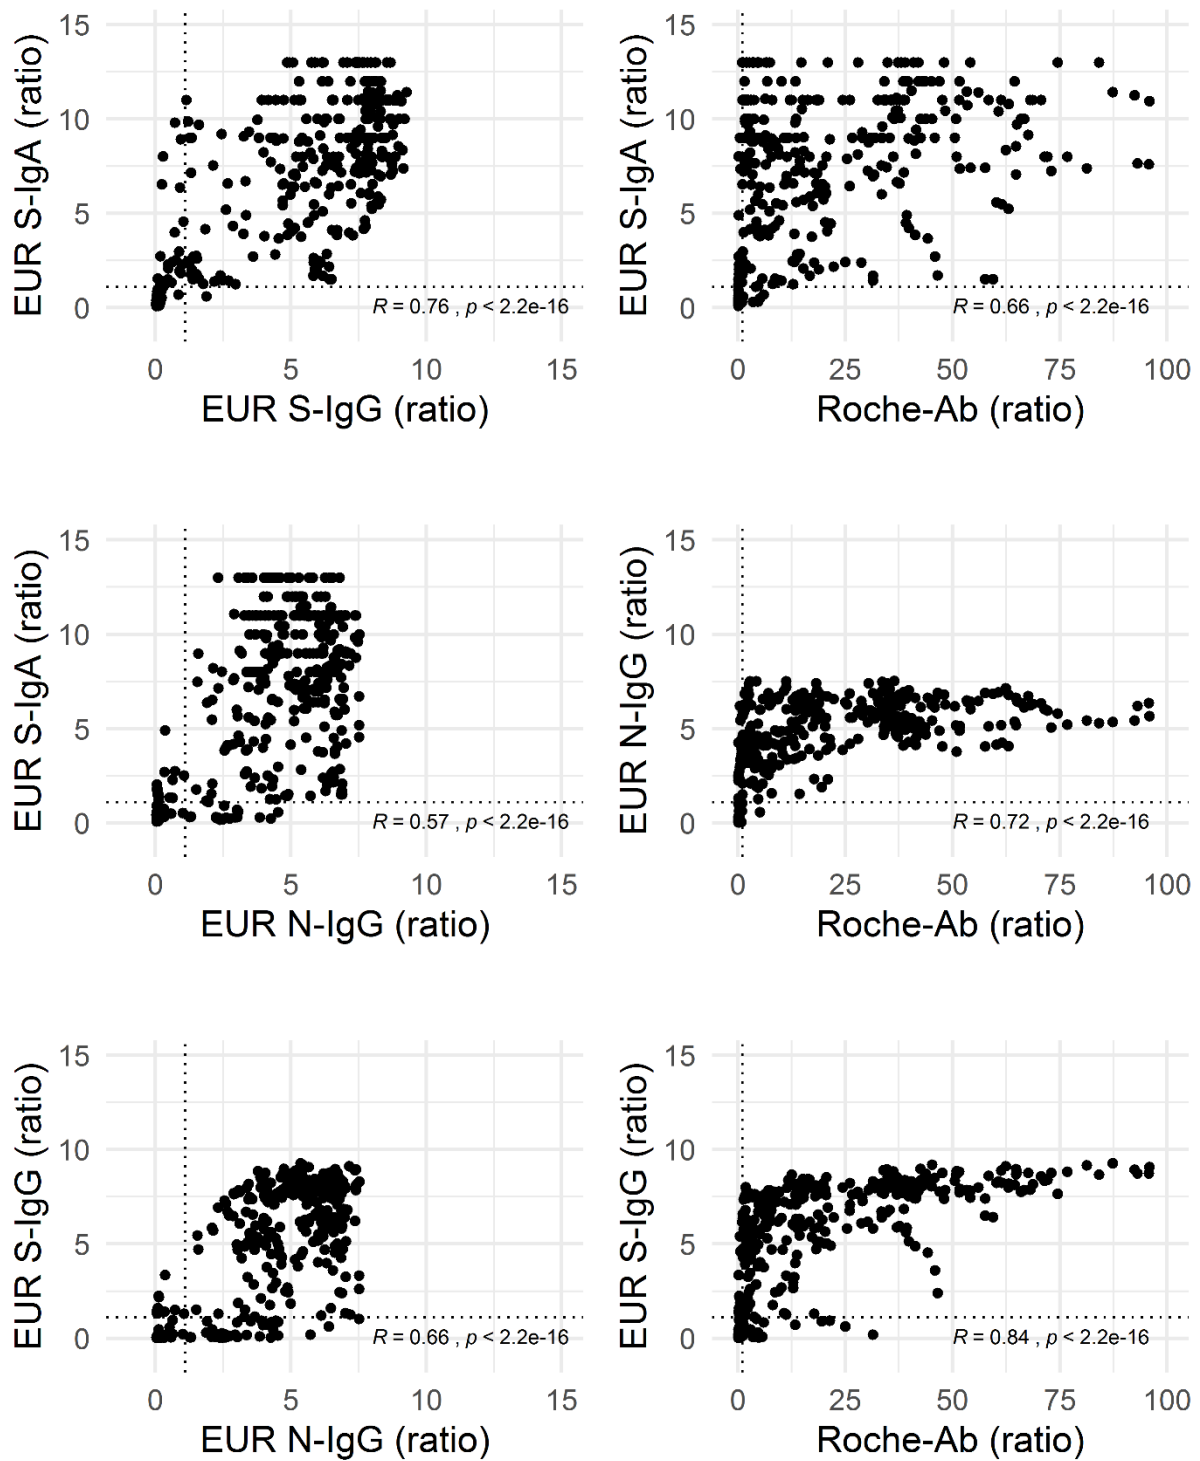 EUR S-IgA (ratio)
15
10
5
0
R = 0.76 , p < 2.2e-16
0 5 10 15
EUR S-IgG (ratio)
EUR S-IgA (ratio)
15
10
5
0
R = 0.66 , p < 2.2e-16
0 25 50 75 100
Roche-Ab (ratio)
EUR S-IgA (ratio)
15
10
5
0
R = 0.57 , p < 2.2e-16
0 5 10 15
EUR N-IgG (ratio)
EUR N-IgG (ratio)
15
10
5
0
R = 0.72 , p < 2.2e-16
0 25 50 75 100
Roche-Ab (ratio)
EUR S-IgG (ratio)
15
10
5
0
R = 0.66 , p < 2.2e-16
0 5 10 15
EUR N-IgG (ratio)
EUR S-IgG (ratio)
15
10
5
0
R = 0.84 , p < 2.2e-16
0 25 50 75 100
Roche-Ab (ratio)